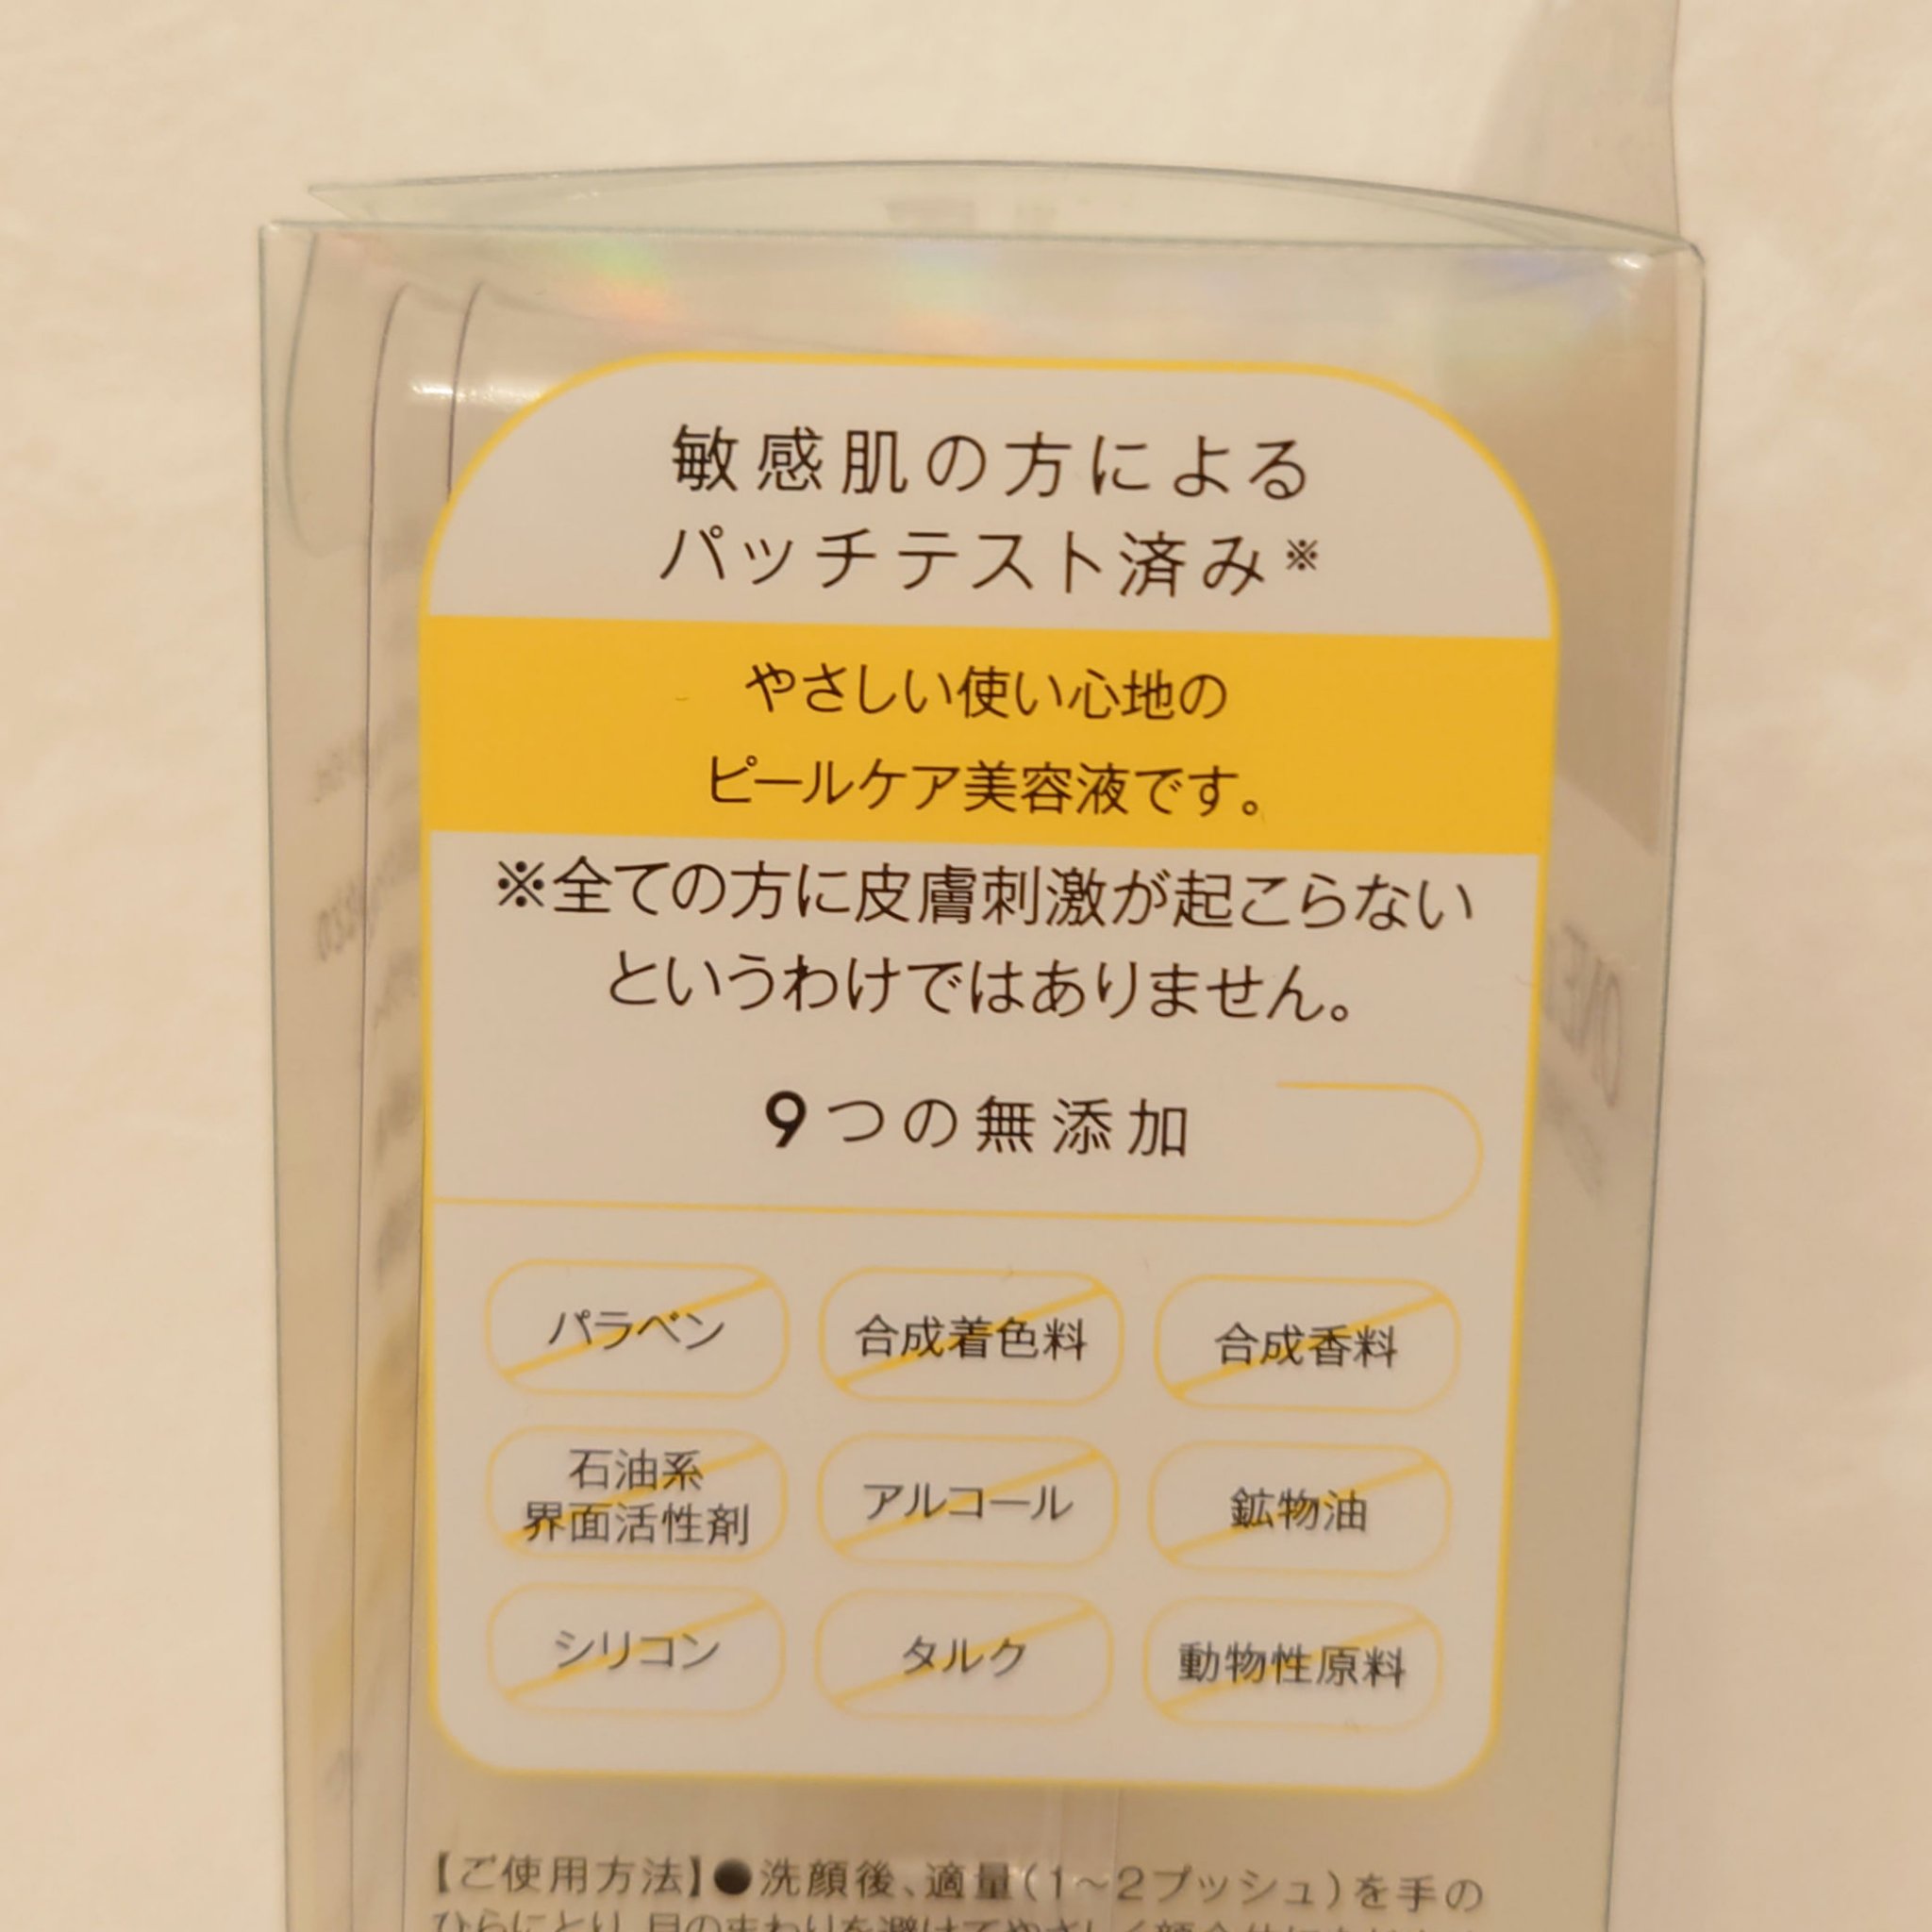 敏感肌の方による
パッチテスト済み※
やさしい使い心地の
ピールケア美容液です。
※全ての方に皮膚刺激が起こらない
というわけではありません。
9つの無添加
パラベン
合成着色料
合成香料
石油系
界面活性剤
アルコール
鉱物油
シリコン
タルク
動物性原料
【ご使用方法】●洗顔後、適量(1~2プッシュ)を手の